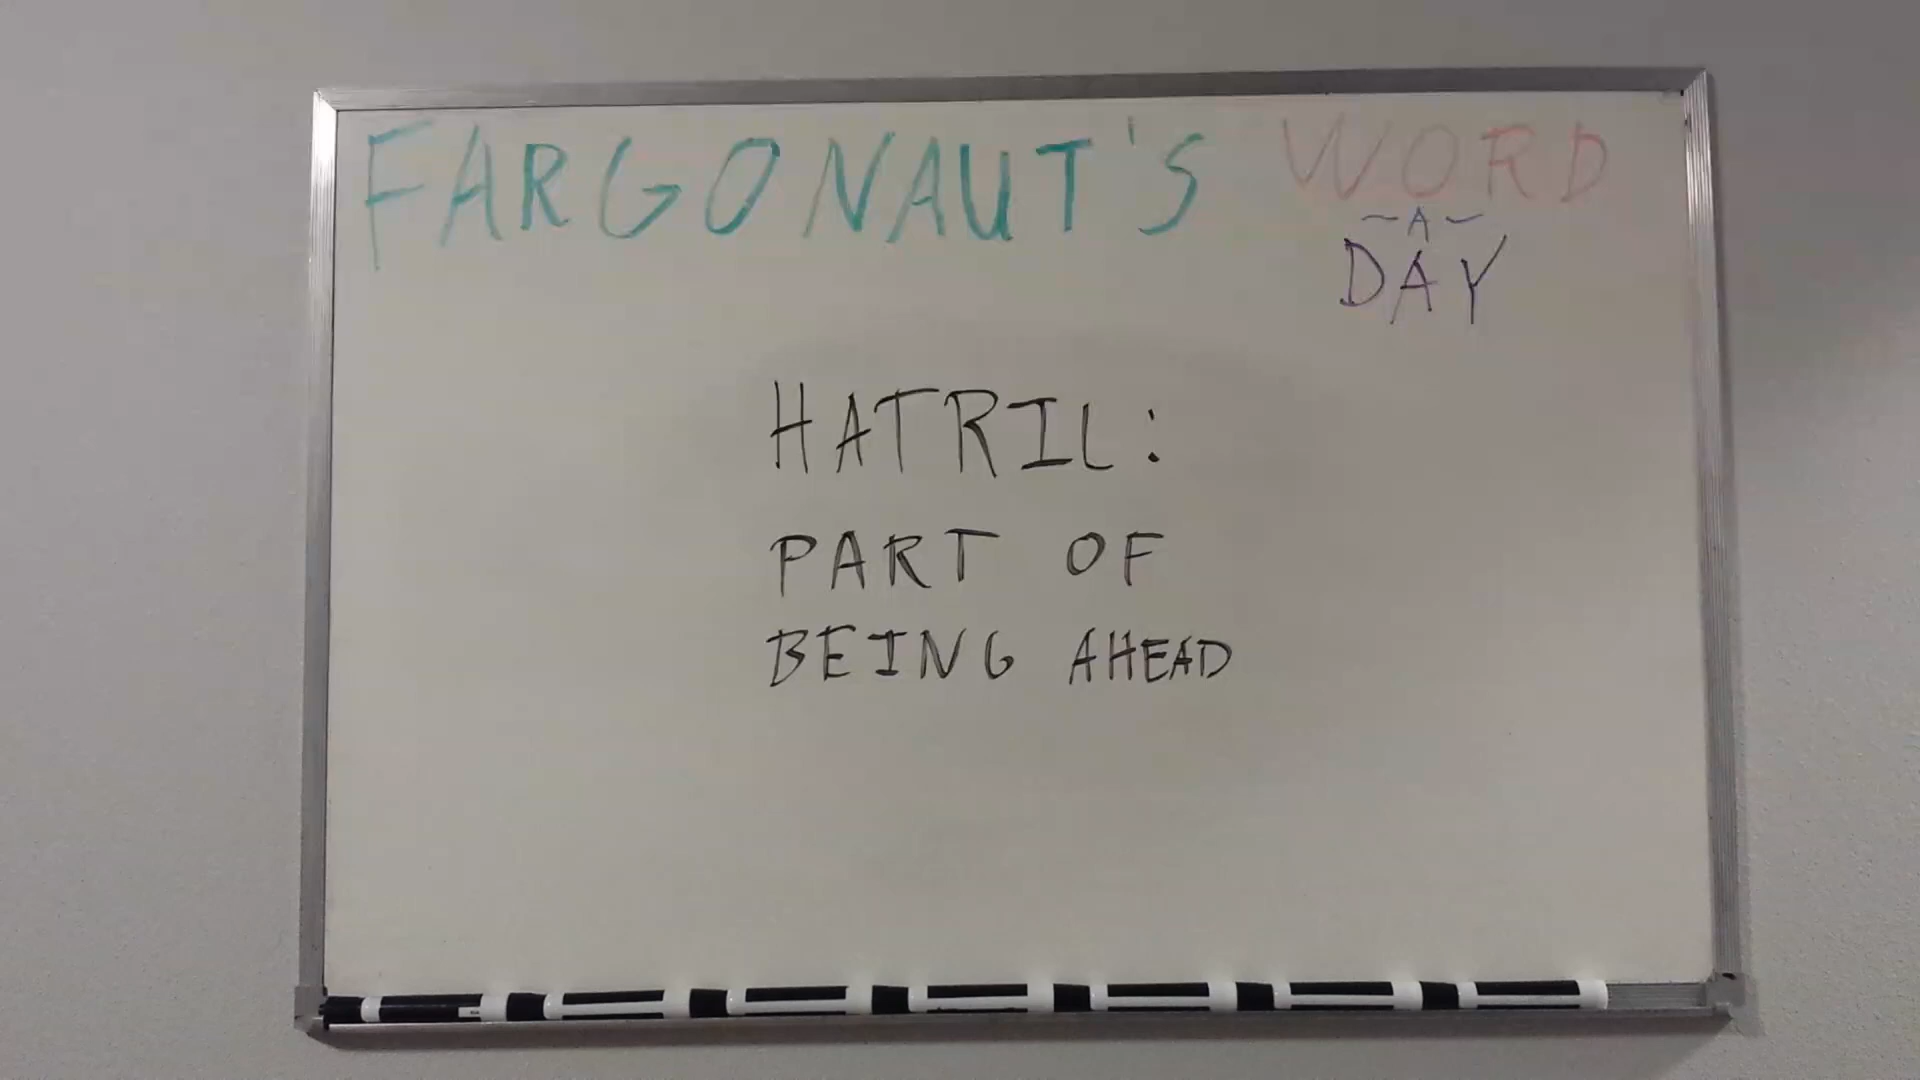 FARGONAUT'S WORD
~A~
DAY
HATRIL:
PART OF
BEING AHEAD